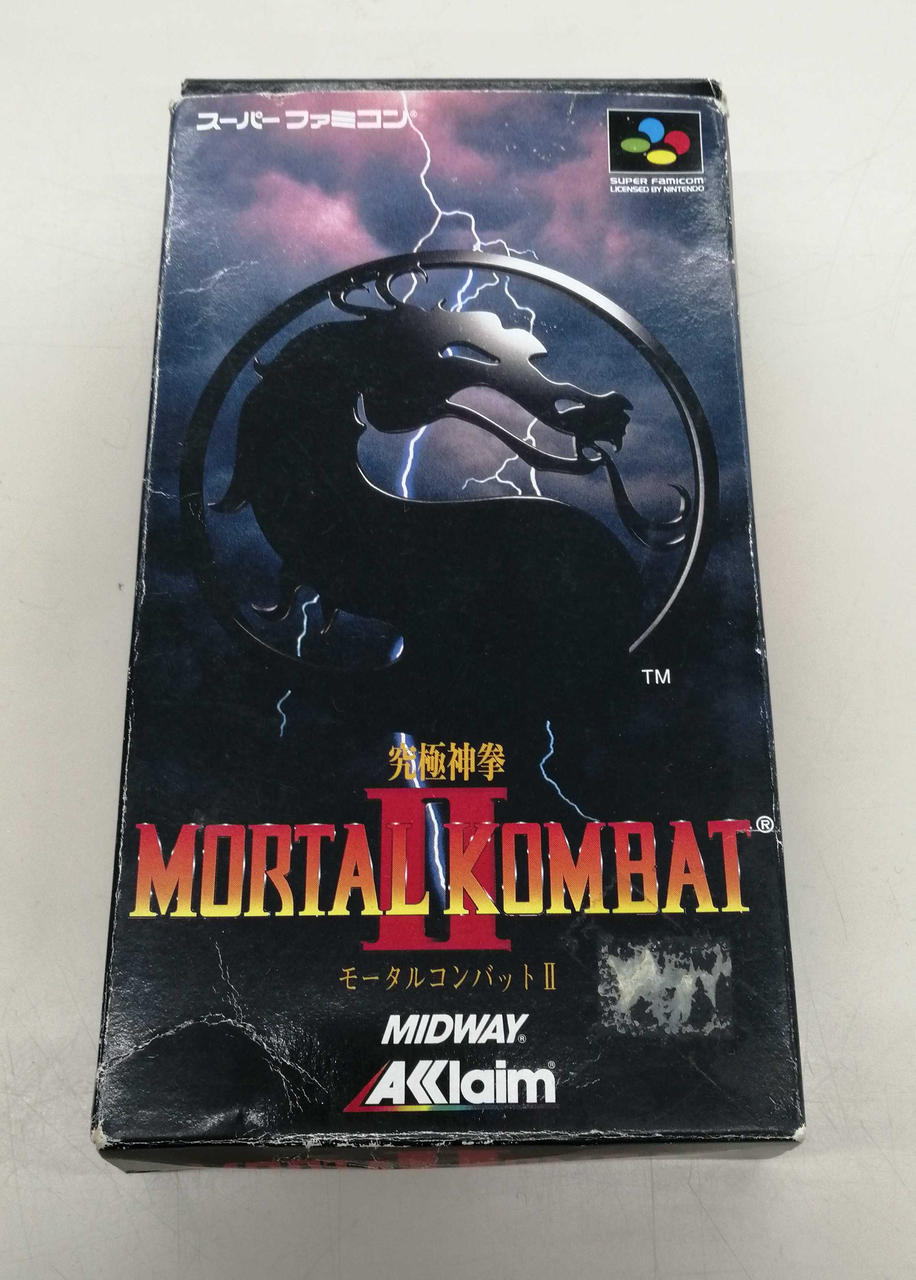 スーパーファミコン®
SUPER FAMICOM
LICENSED BY NINTENDO
TM
究極神拳
II
MORTAL KOMBAT®
モータルコンバットⅡ
MIDWAY®
AKKlaim®